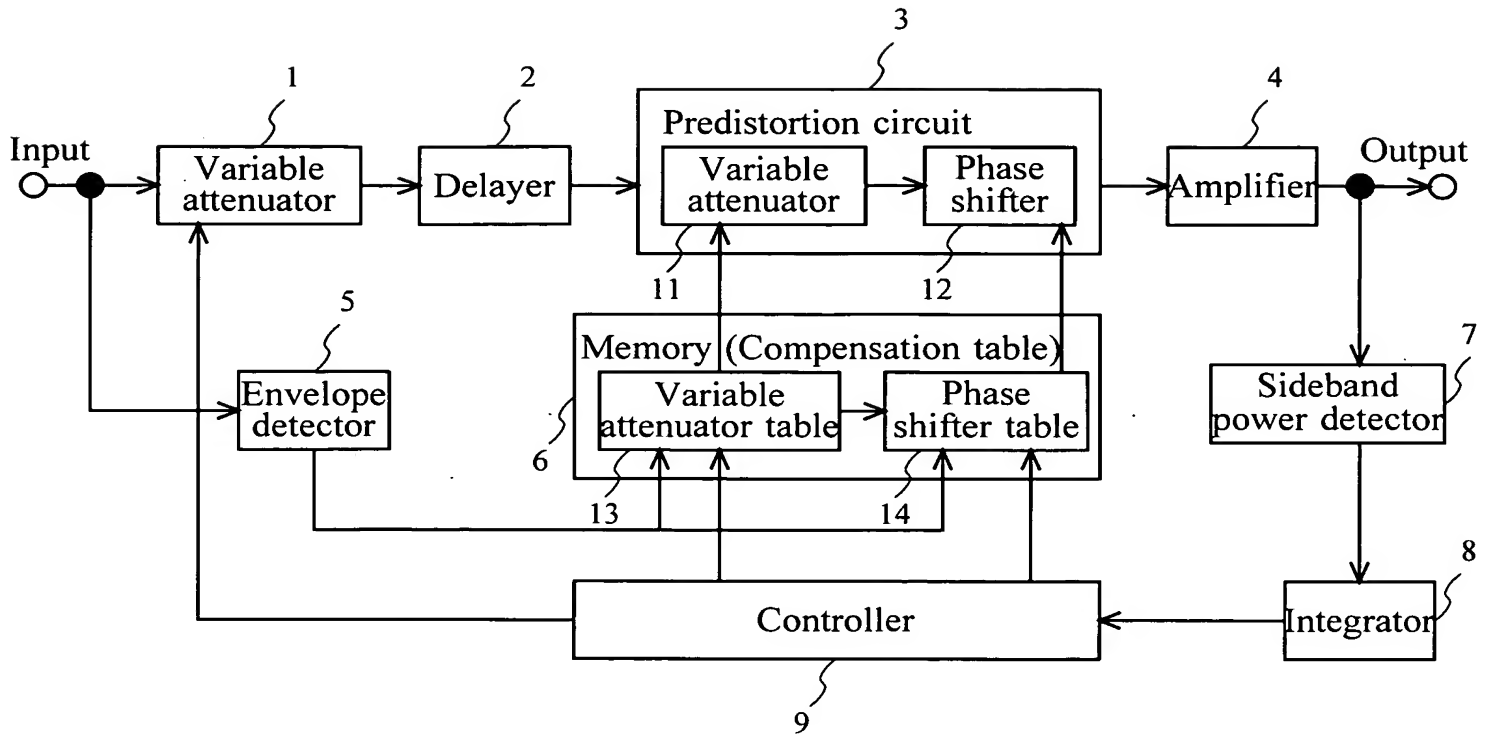 3
1
2
4
Input
Predistortion circuit
Output
Variable
attenuator
Delayer
Variable
attenuator
Phase
shifter
Amplifier
11
12
5
7
Memory (Compensation table)
Envelope
detector
Variable
attenuator table
Phase
shifter table
Sideband
power detector
6
13
14
8
Controller
Integrator
9